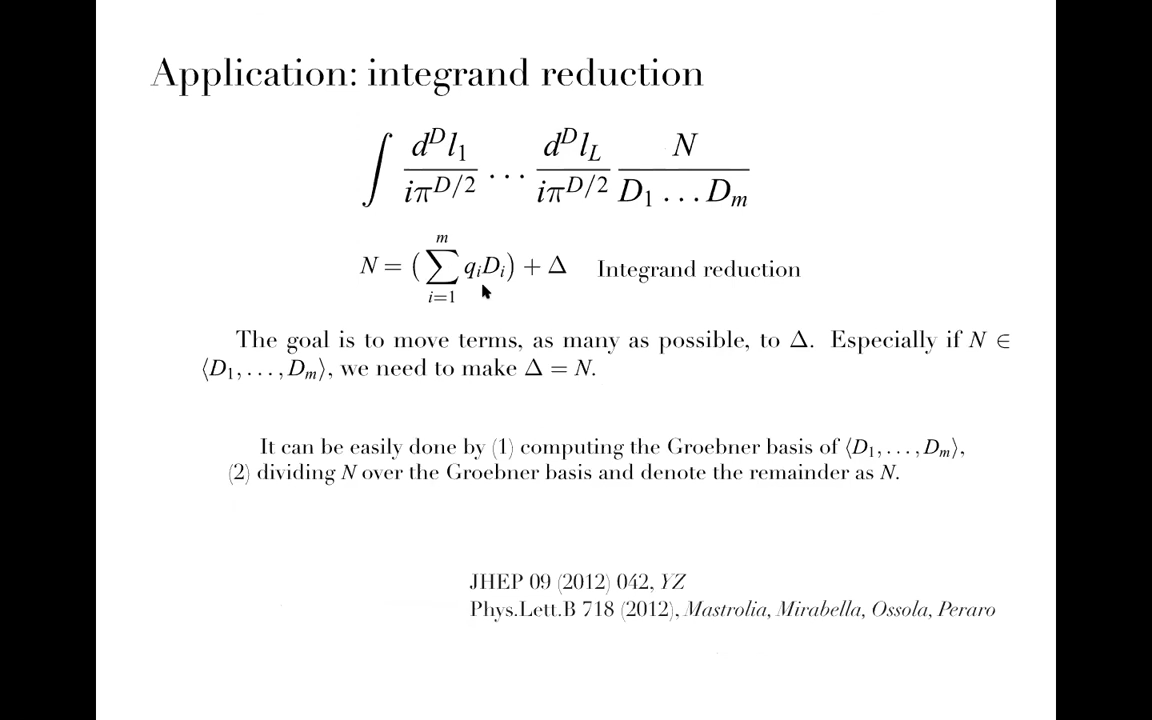 Application: integrand reduction
∫ d^D l_1 / iπ^{D/2} ⋯ d^D l_L / iπ^{D/2} N / D_1 … D_m
N = (∑_{i=1}^{m} q_i D_i) + Δ Integrand reduction
The goal is to move terms, as many as possible, to Δ. Especially if N ∈
⟨D_1, …, D_m⟩, we need to make Δ = N.
It can be easily done by (1) computing the Groebner basis of ⟨D_1, …, D_m⟩,
(2) dividing N over the Groebner basis and denote the remainder as N.
JHEP 09 (2012) 042, YZ
Phys.Lett.B 718 (2012), Mastrolia, Mirabella, Ossola, Peraro